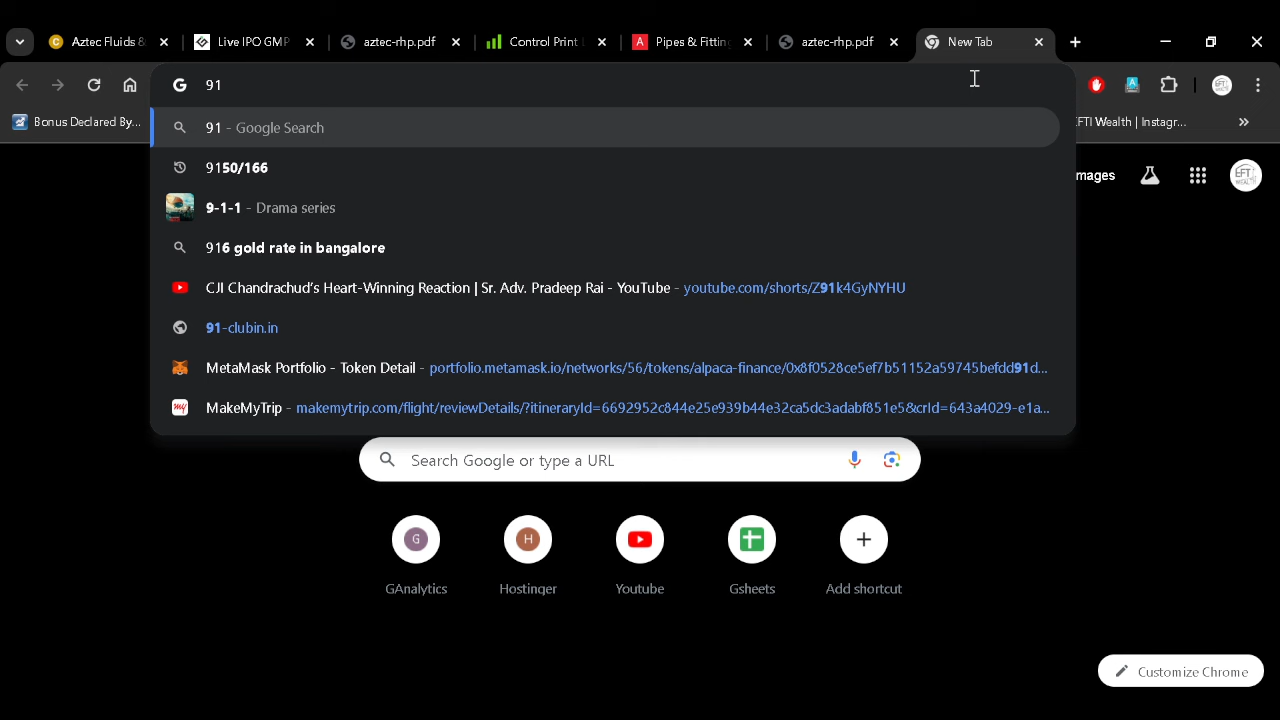 Aztec Fluids &
Live IPO GMP
aztec-rhp.pdf
Control Print
Pipes & Fitting
aztec-rhp.pdf
New Tab
91
Bonus Declared By...
EFTI Wealth | Instagr...
91 - Google Search
9150/166
9-1-1 - Drama series
916 gold rate in bangalore
CJI Chandrachud's Heart-Winning Reaction | Sr. Adv. Pradeep Rai - YouTube - youtube.com/shorts/Z91k4GyNYHU
91-clubin.in
MetaMask Portfolio - Token Detail - portfolio.metamask.io/networks/56/tokens/alpaca-finance/0x8f0528ce5ef7b51152a59745befdd91d...
MakeMyTrip - makemytrip.com/flight/reviewDetails/?itineraryId=6692952c844e25e939b44e32ca5dc3adabf851e5&crId=643a4029-e1a...
mages
Search Google or type a URL
GAnalytics
Hostinger
Youtube
Gsheets
Add shortcut
Customize Chrome